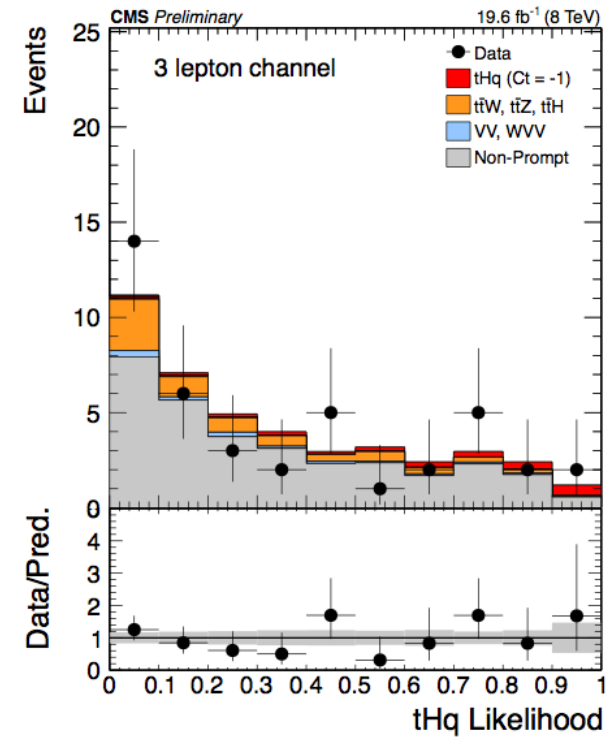 CMS Preliminary 19.6 fb⁻¹ (8 TeV)
Events
3 lepton channel
Data
tHq (Ct = -1)
tt̄W, tt̄Z, tt̄H
VV, WVV
Non-Prompt
25
20
15
10
5
0
Data/Pred.
4
3
2
1
0
0 0.1 0.2 0.3 0.4 0.5 0.6 0.7 0.8 0.9 1
tHq Likelihood